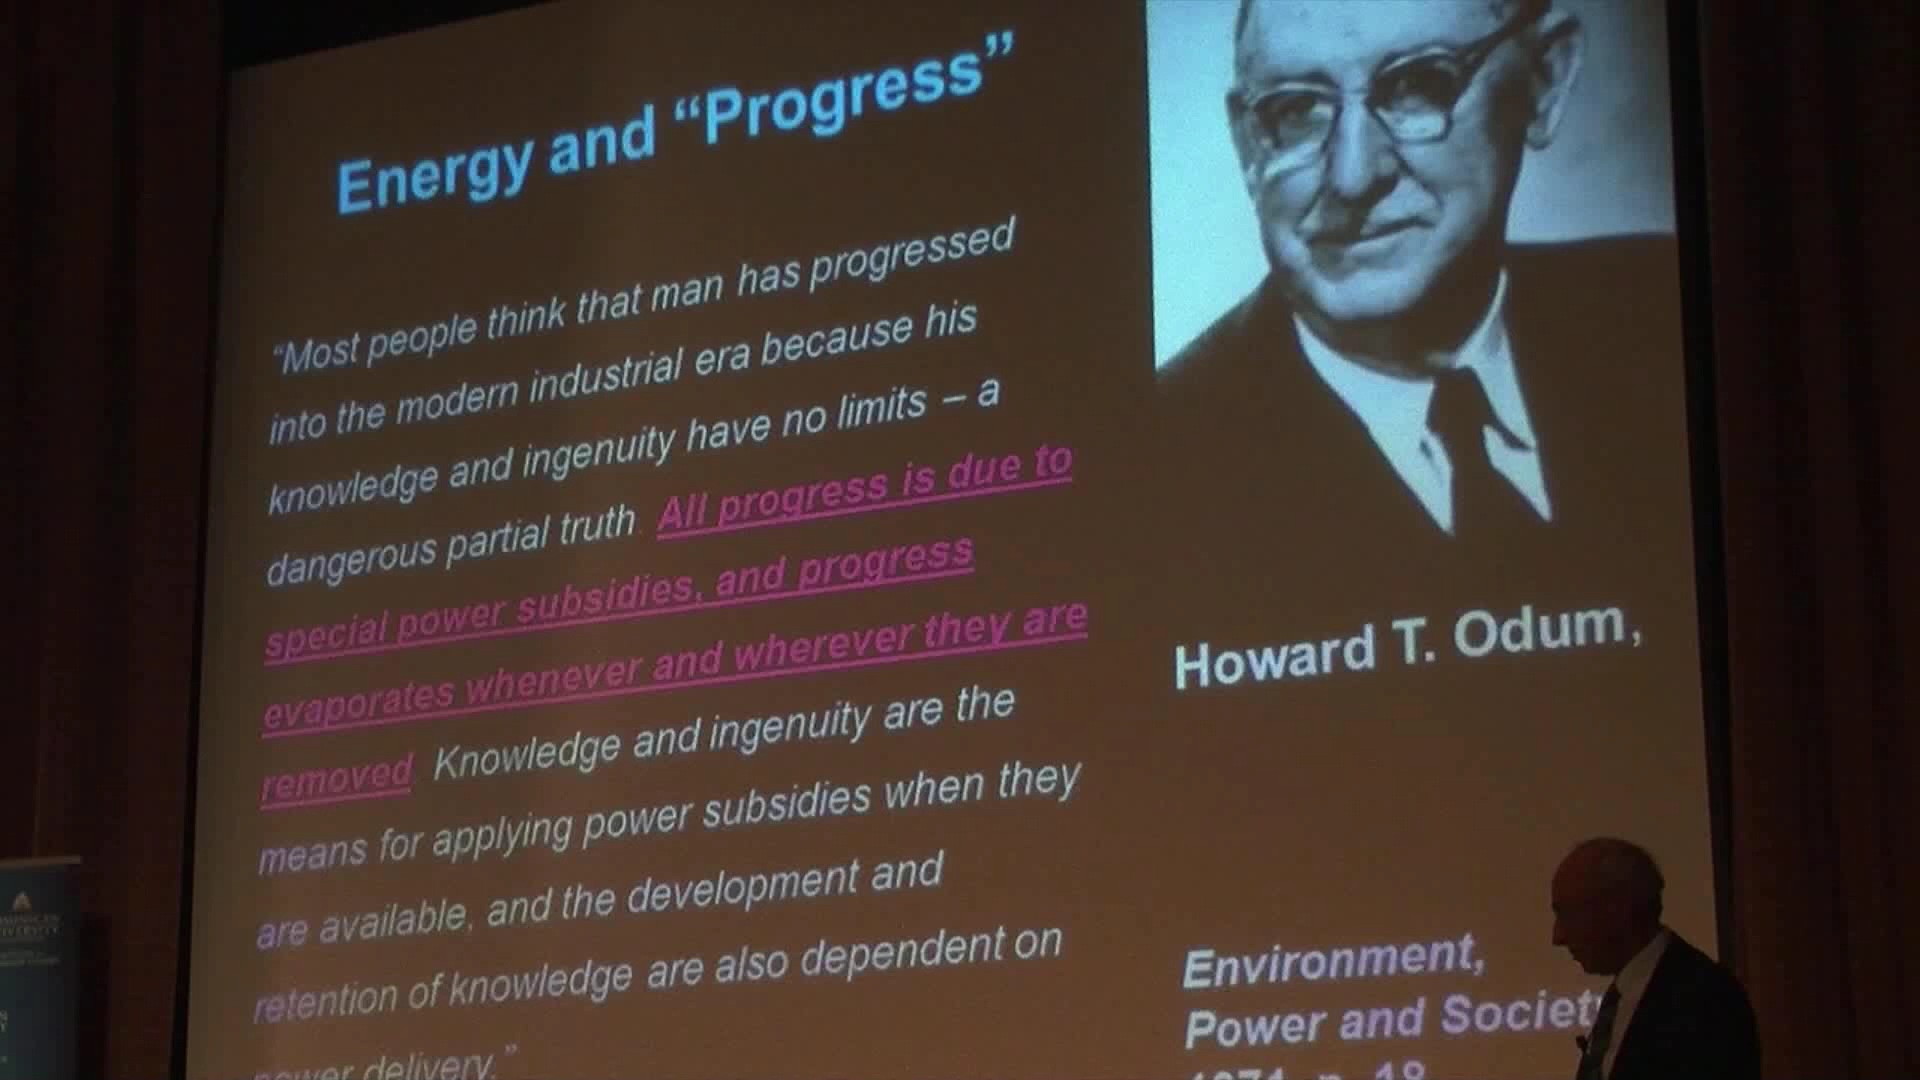 Energy and “Progress”
“Most people think that man has progressed
into the modern industrial era because his
knowledge and ingenuity have no limits – a
dangerous partial truth. All progress is due to
special power subsidies, and progress
evaporates whenever and wherever they are
removed. Knowledge and ingenuity are the
means for applying power subsidies when they
are available, and the development and
retention of knowledge are also dependent on
power delivery.”
Howard T. Odum,
Environment,
Power and Society